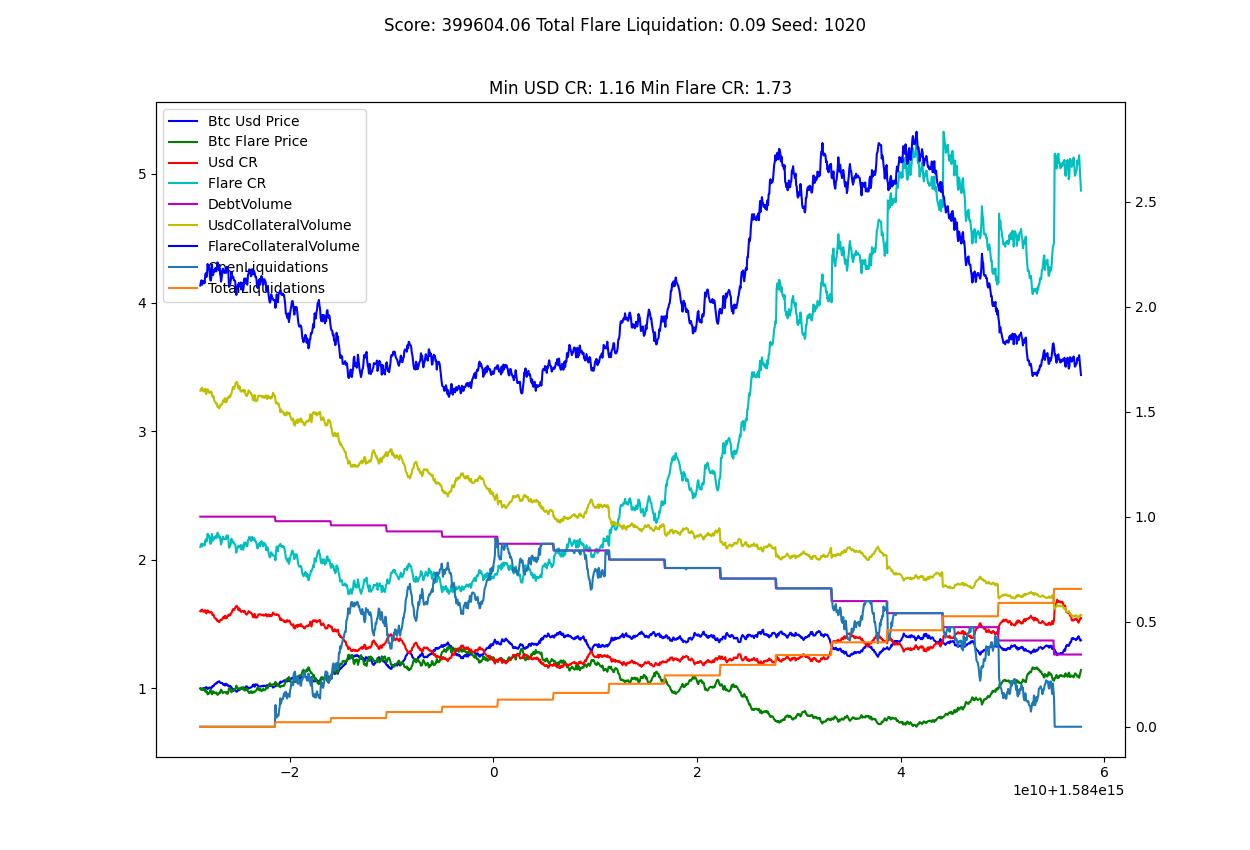 Score: 399604.06 Total Flare Liquidation: 0.09 Seed: 1020
Min USD CR: 1.16 Min Flare CR: 1.73
Btc Usd Price
Btc Flare Price
Usd CR
Flare CR
DebtVolume
UsdCollateralVolume
FlareCollateralVolume
OpenLiquidations
TotalLiquidations
5
4
3
2
1
2.5
2.0
1.5
1.0
0.5
0.0
−2
0
2
4
6
1e10+1.584e15